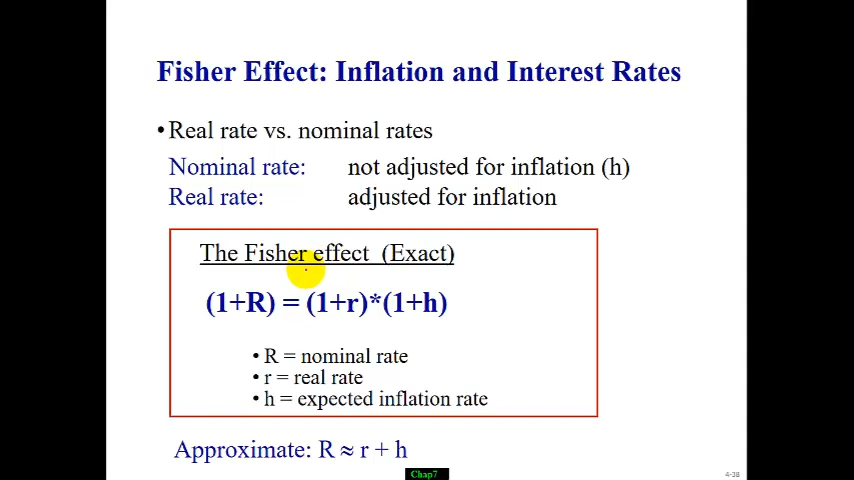 Fisher Effect: Inflation and Interest Rates
• Real rate vs. nominal rates
Nominal rate: not adjusted for inflation (h)
Real rate: adjusted for inflation
The Fisher effect (Exact)
(1+R) = (1+r)*(1+h)
• R = nominal rate
• r = real rate
• h = expected inflation rate
Approximate: R ≈ r + h
Chap7
4-38